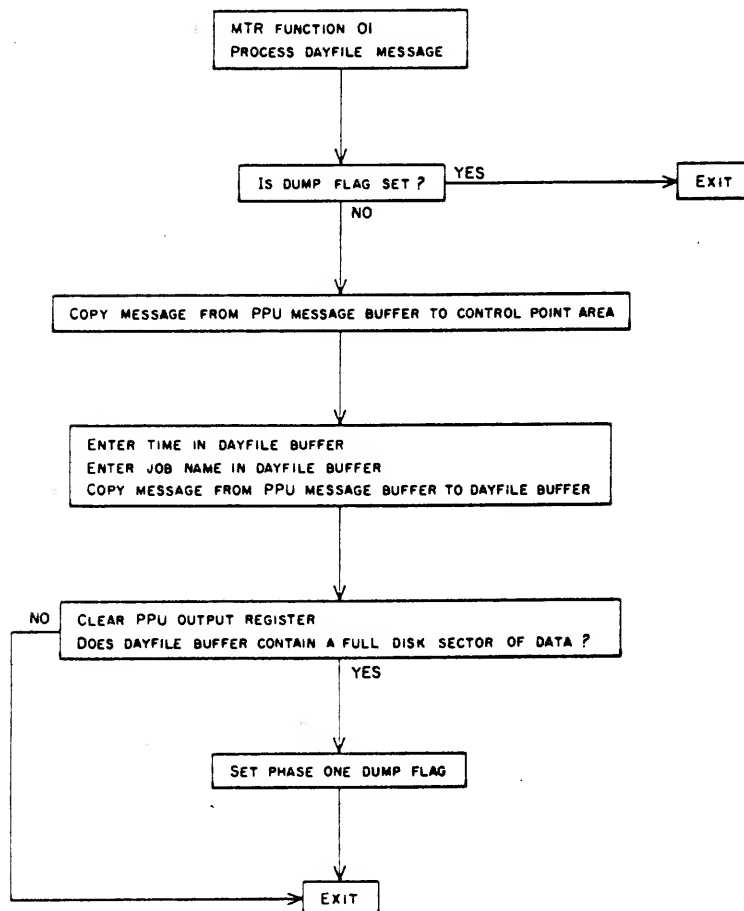 MTR FUNCTION 01
PROCESS DAYFILE MESSAGE
IS DUMP FLAG SET ?
YES
EXIT
NO
COPY MESSAGE FROM PPU MESSAGE BUFFER TO CONTROL POINT AREA
ENTER TIME IN DAYFILE BUFFER
ENTER JOB NAME IN DAYFILE BUFFER
COPY MESSAGE FROM PPU MESSAGE BUFFER TO DAYFILE BUFFER
NO
CLEAR PPU OUTPUT REGISTER
DOES DAYFILE BUFFER CONTAIN A FULL DISK SECTOR OF DATA ?
YES
SET PHASE ONE DUMP FLAG
EXIT